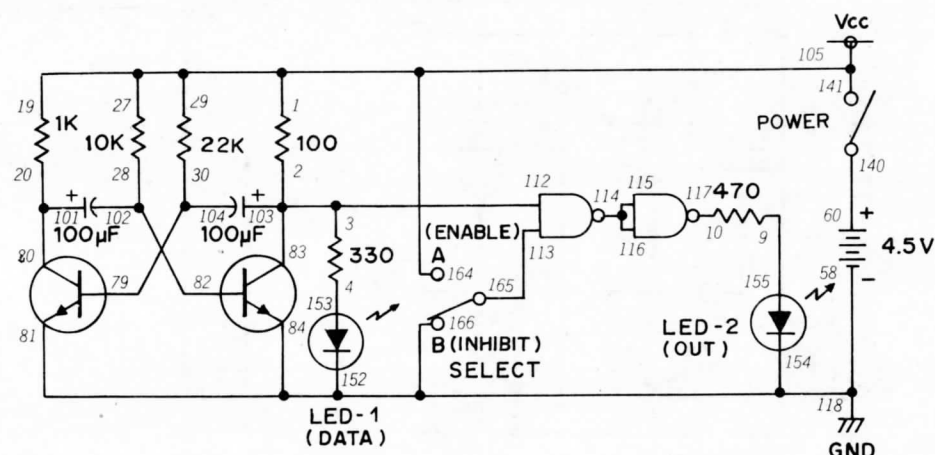 Vcc
105
141
POWER
140
19
27
29
1
1K
10K
22K
100
20
28
30
2
+
101
102
104
+
103
100µF
100µF
80
79
82
83
81
84
3
330
4
153
152
LED-1
(DATA)
(ENABLE)
A
164
165
166
B (INHIBIT)
SELECT
112
113
114
115
116
117
470
10
9
155
LED-2
(OUT)
154
60
+
4.5V
58
−
118
GND